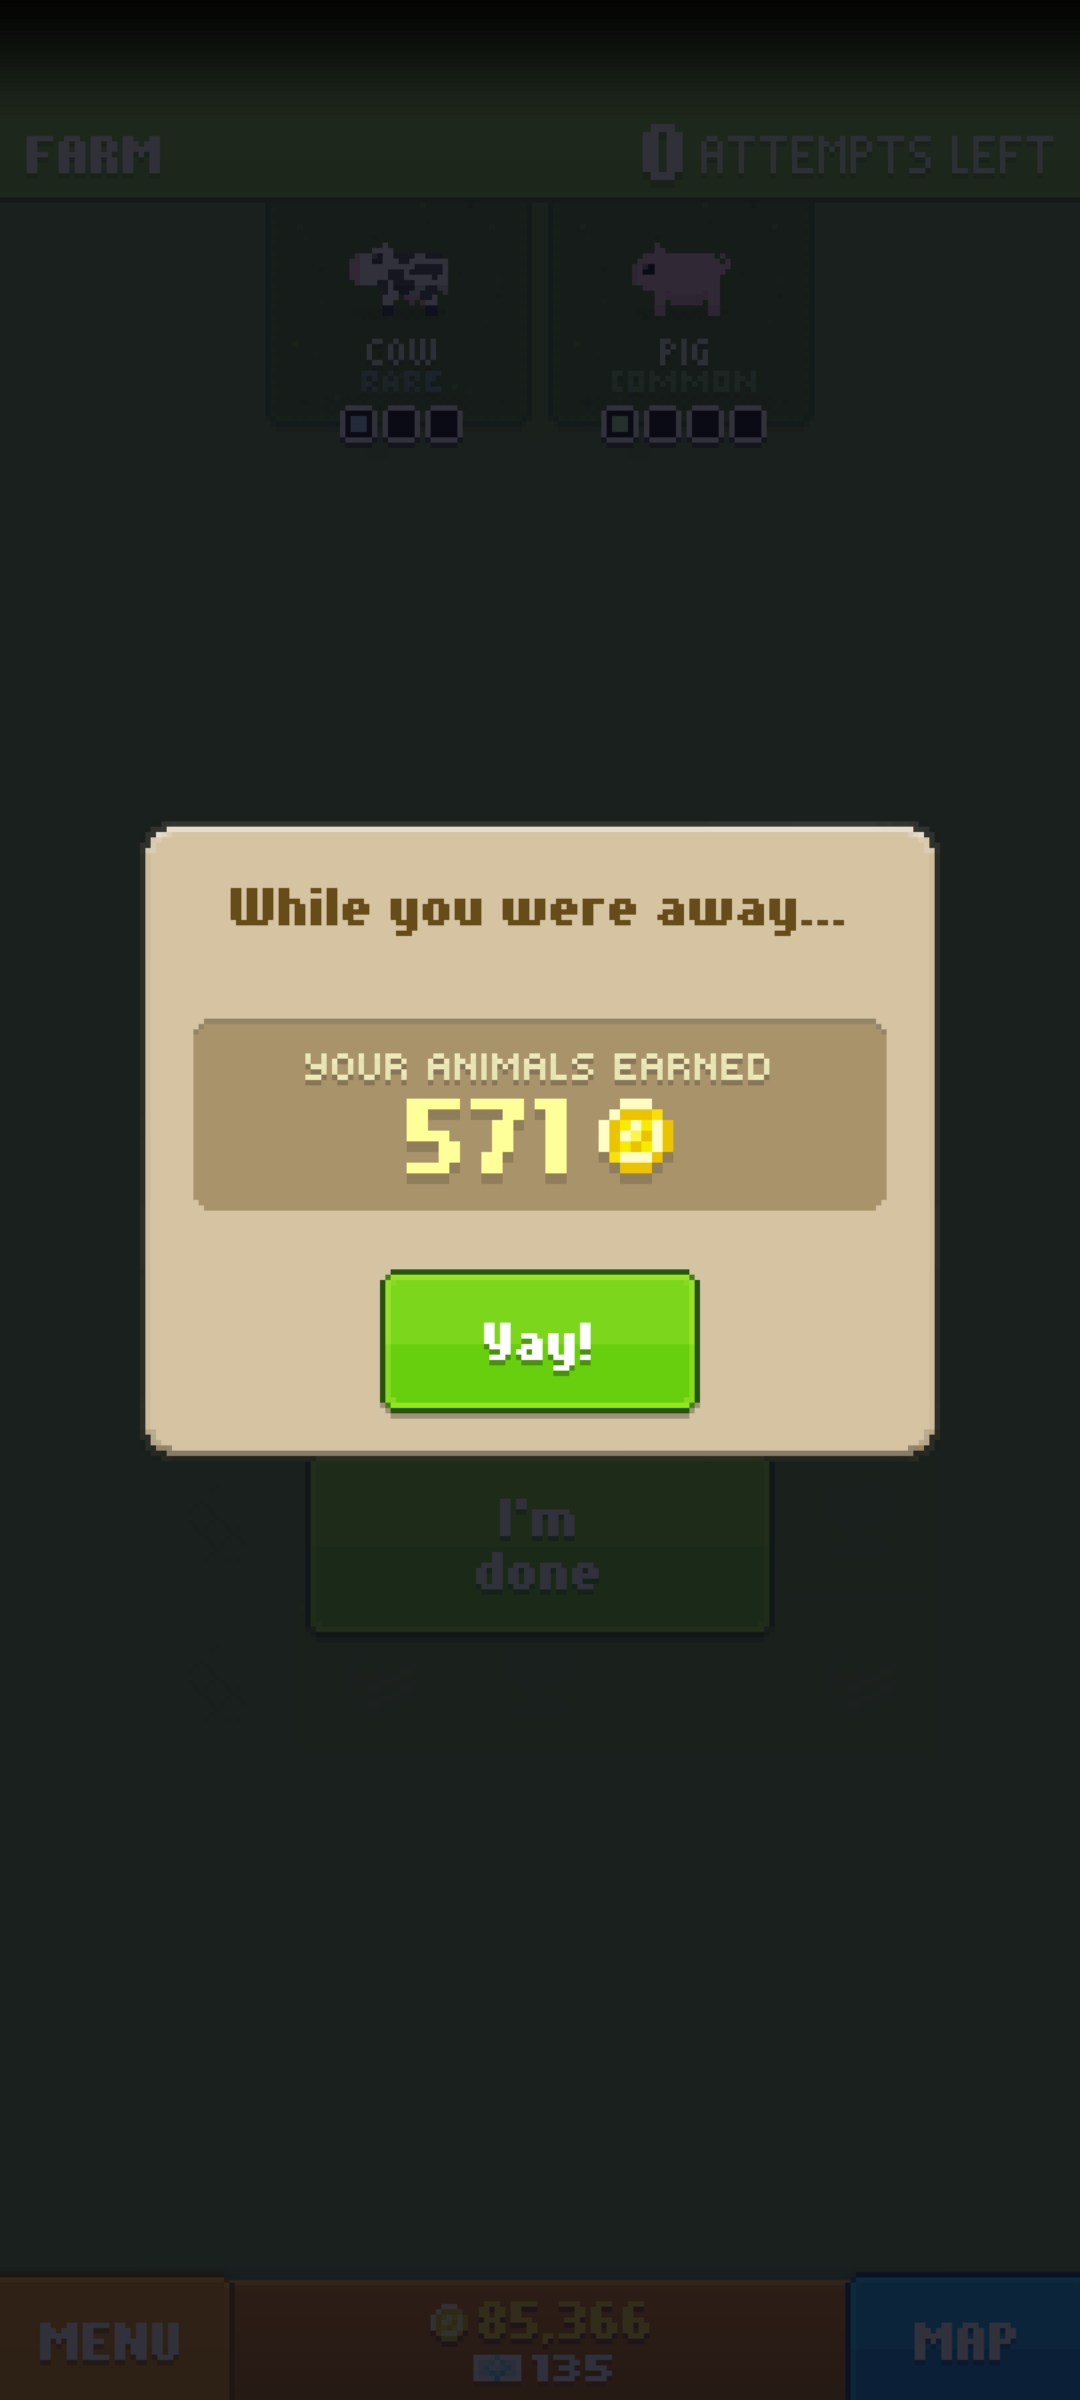 FARM
0 ATTEMPTS LEFT
COW
RARE
PIG
COMMON
While you were away...
YOUR ANIMALS EARNED
571
Yay!
I'm
done
MENU
85,366
135
MAP